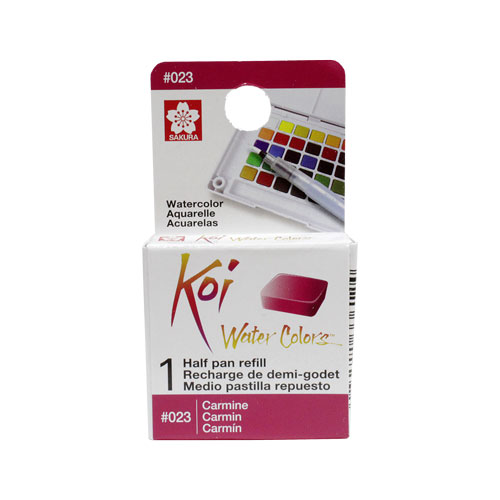 #023
SAKURA
Watercolor
Aquarelle
Acuarelas
Koi
Water Colors™
1 Half pan refill
Recharge de demi-godet
Medio pastilla repuesto
#023
Carmine
Carmin
Carmín